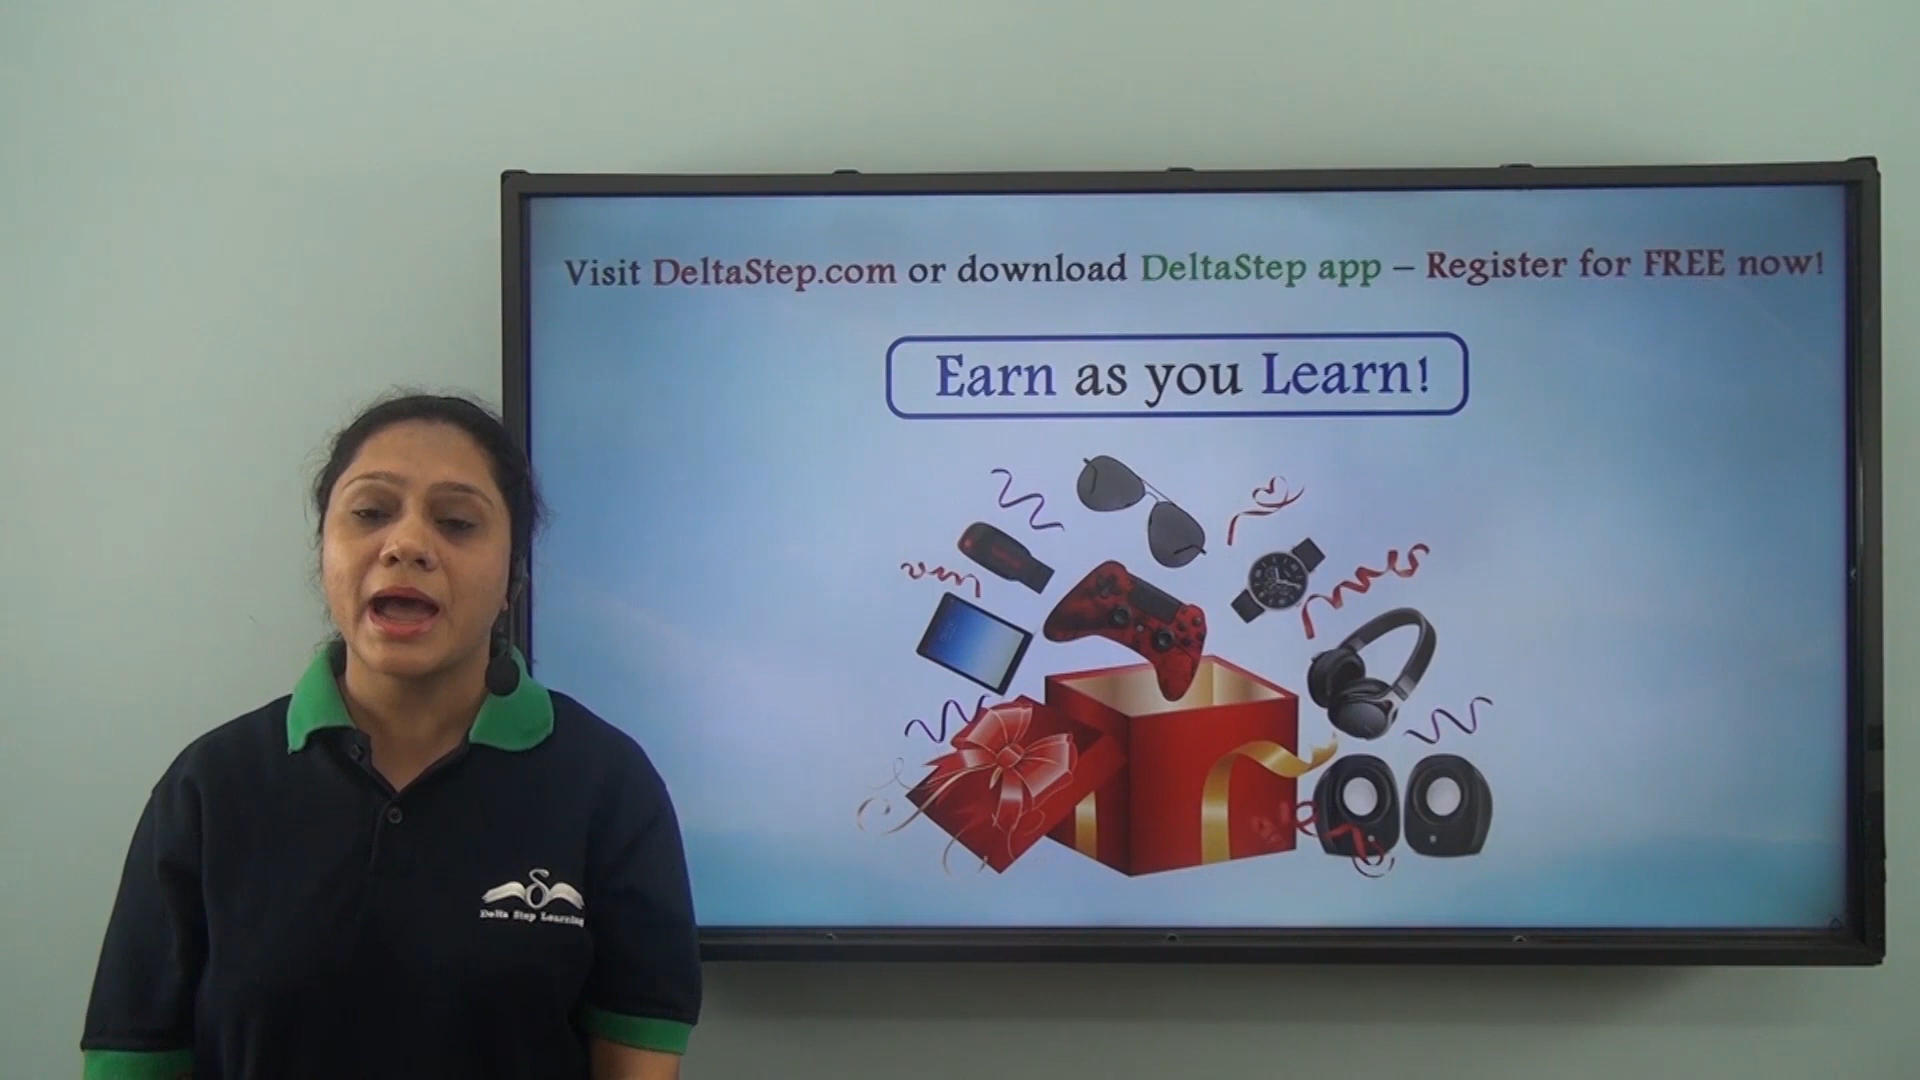 Visit DeltaStep.com or download DeltaStep app – Register for FREE now!
Earn as you Learn!
Delta Step Learning